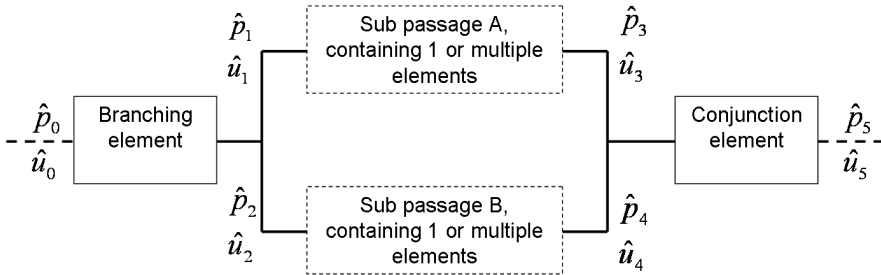 p̂₀
û₀
Branching
element
p̂₁
û₁
Sub passage A,
containing 1 or multiple
elements
p̂₃
û₃
p̂₂
û₂
Sub passage B,
containing 1 or multiple
elements
p̂₄
û₄
Conjunction
element
p̂₅
û₅